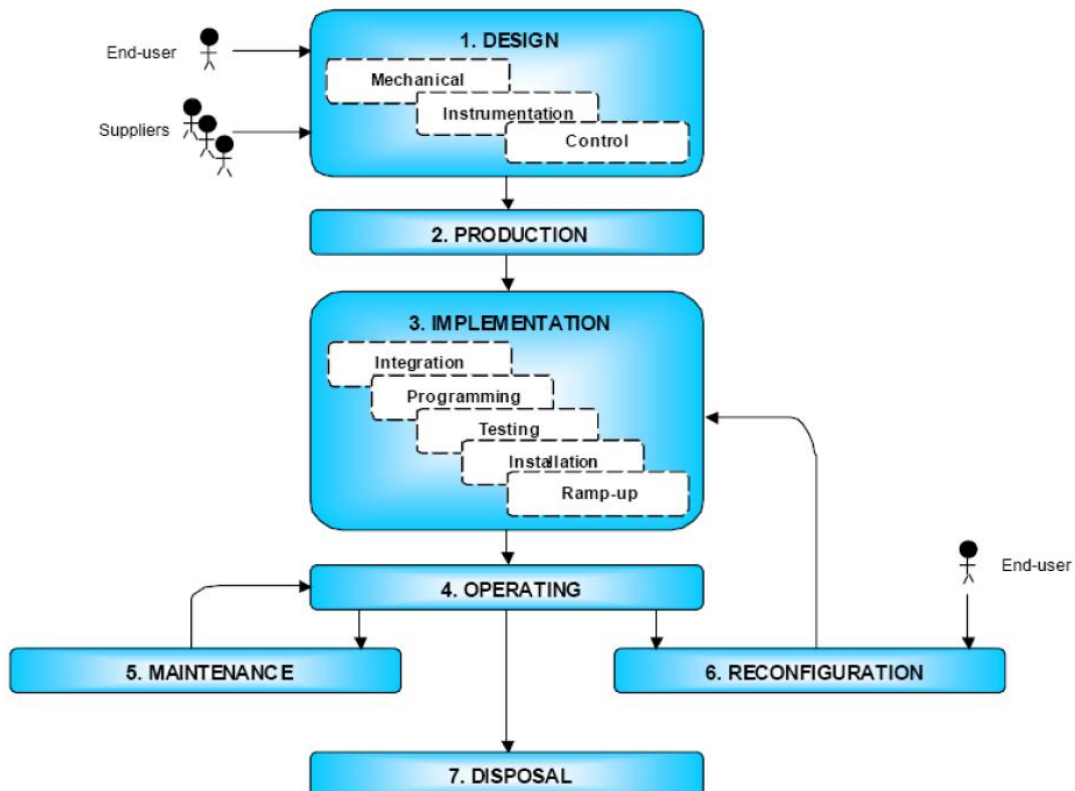 1. DESIGN
End-user
Mechanical
Instrumentation
Suppliers
Control
2. PRODUCTION
3. IMPLEMENTATION
Integration
Programming
Testing
Installation
Ramp-up
End-user
4. OPERATING
5. MAINTENANCE
6. RECONFIGURATION
7. DISPOSAL